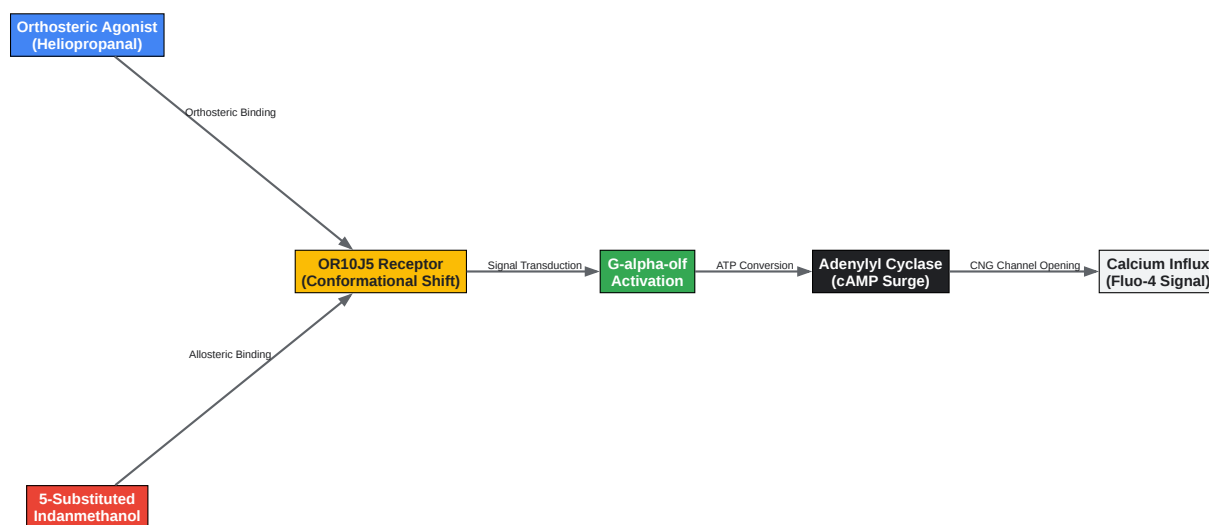 Orthosteric Agonist
(Heliopropanal)
Orthosteric Binding
OR10J5 Receptor
(Conformational Shift)
Signal Transduction
G-alpha-olf
Activation
ATP Conversion
Adenylyl Cyclase
(cAMP Surge)
CNG Channel Opening
Calcium Influx
(Fluo-4 Signal)
Allosteric Binding
5-Substituted
Indanmethanol